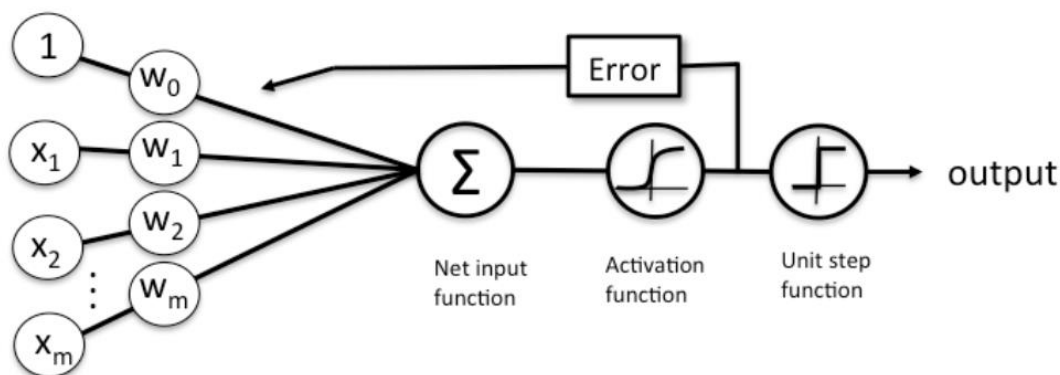 1
w₀
Error
x₁
w₁
Σ
output
x₂
w₂
⋮
wₘ
xₘ
Net input
function
Activation
function
Unit step
function